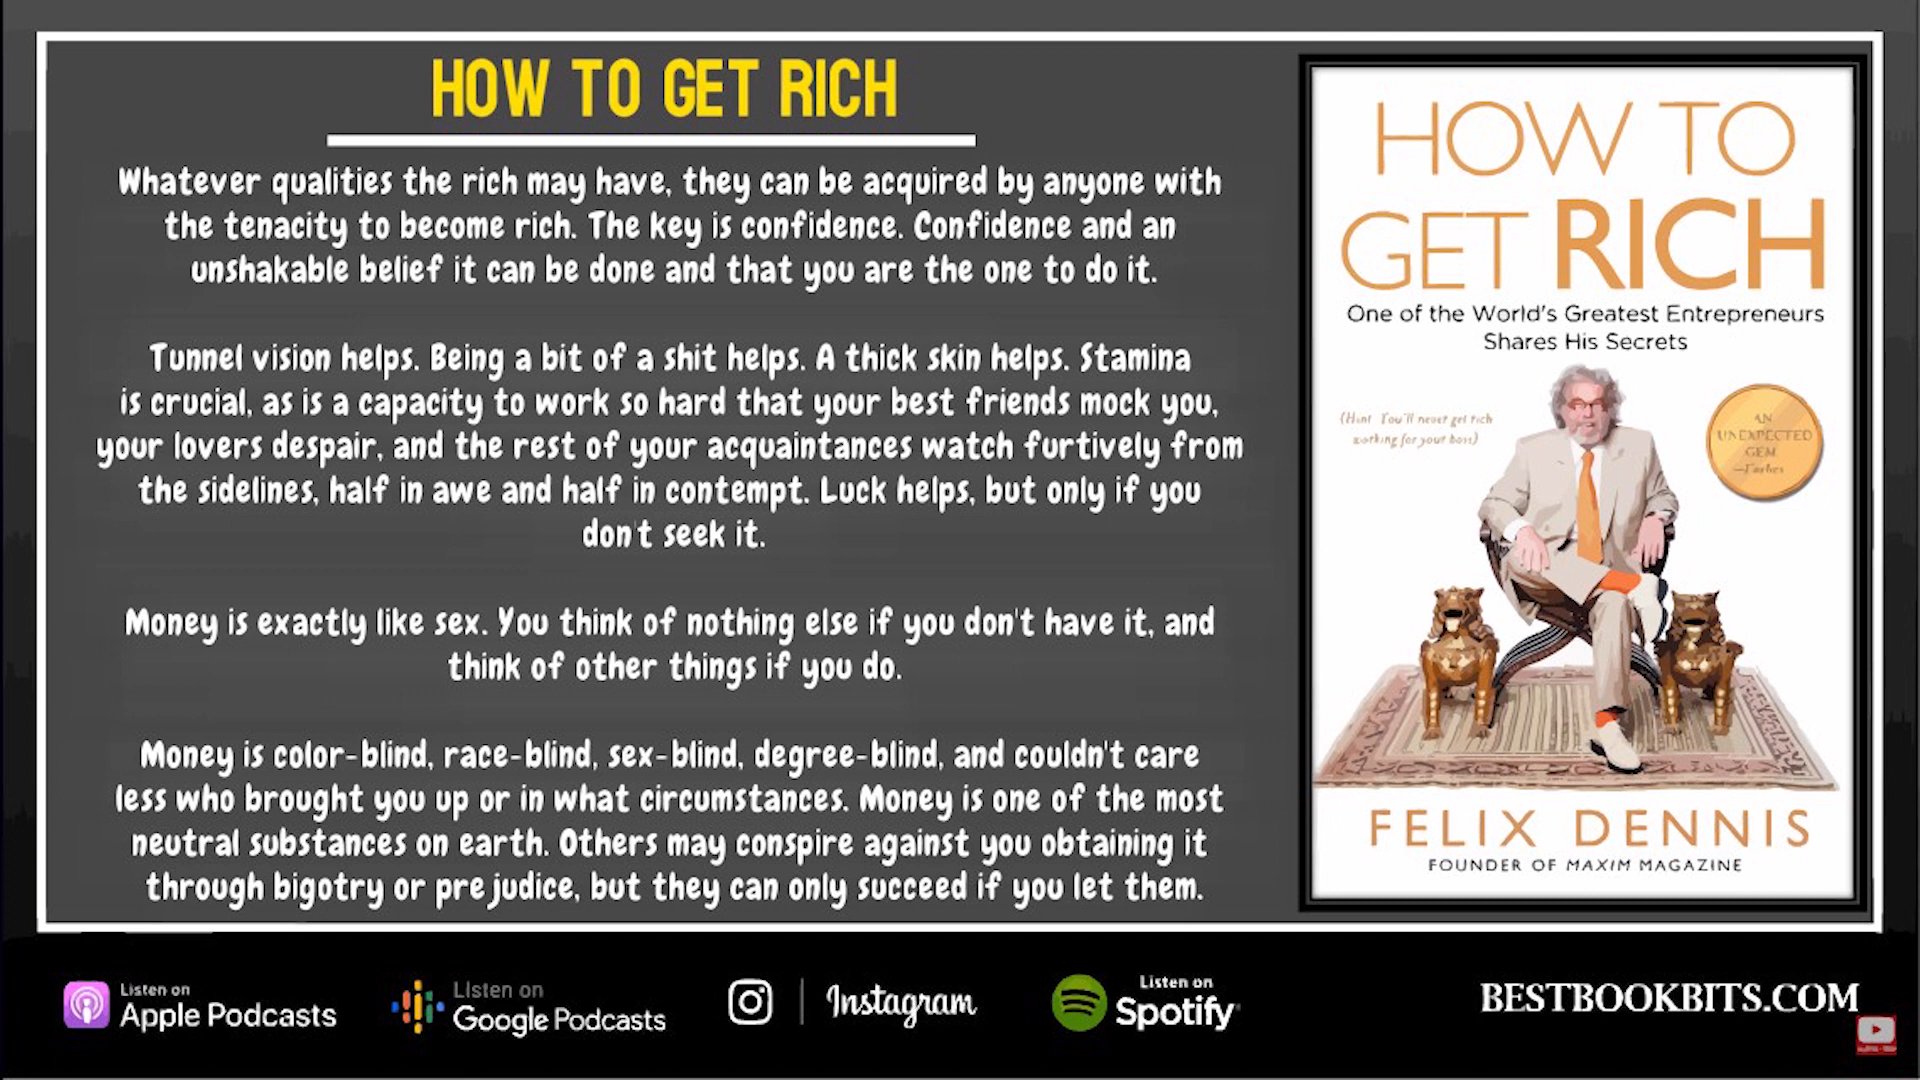 HOW TO GET RICH
Whatever qualities the rich may have, they can be acquired by anyone with
the tenacity to become rich. The key is confidence. Confidence and an
unshakable belief it can be done and that you are the one to do it.
Tunnel vision helps. Being a bit of a shit helps. A thick skin helps. Stamina
is crucial, as is a capacity to work so hard that your best friends mock you,
your lovers despair, and the rest of your acquaintances watch furtively from
the sidelines, half in awe and half in contempt. Luck helps, but only if you
don't seek it.
Money is exactly like sex. You think of nothing else if you don't have it, and
think of other things if you do.
Money is color-blind, race-blind, sex-blind, degree-blind, and couldn't care
less who brought you up or in what circumstances. Money is one of the most
neutral substances on earth. Others may conspire against you obtaining it
through bigotry or prejudice, but they can only succeed if you let them.
HOW TO
GET RICH
One of the World's Greatest Entrepreneurs
Shares His Secrets
(Hint You'll never get rich
working for your boss)
AN
UNEXPECTED
GEM
—Forbes
FELIX DENNIS
FOUNDER OF MAXIM MAGAZINE
Listen on
Apple Podcasts
Listen on
Google Podcasts
Instagram
Listen on
Spotify
BESTBOOKBITS.COM